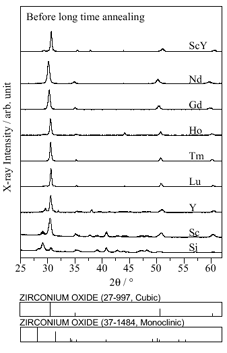 Before long time annealing
X-ray Intensity / arb. unit
ScY
Nd
Gd
Ho
Tm
Lu
Y
Sc
Si
25 30 35 40 45 50 55 60
2θ / °
ZIRCONIUM OXIDE (27-997, Cubic)
ZIRCONIUM OXIDE (37-1484, Monoclinic)